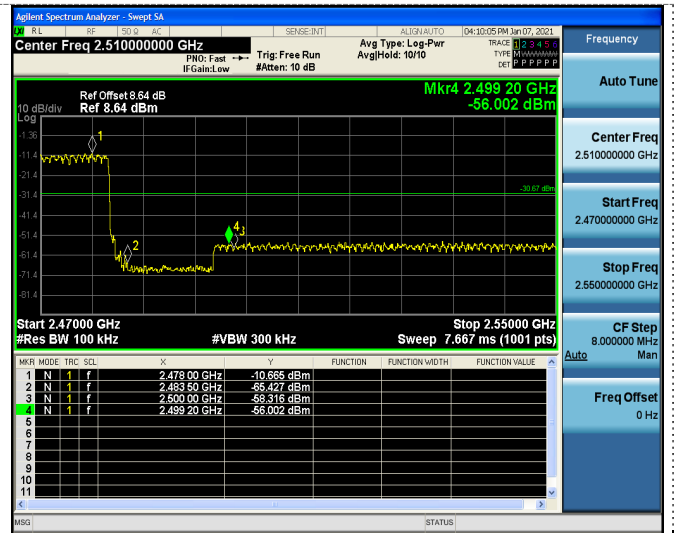 Agilent Spectrum Analyzer - Swept SA
LXI RL RF 50 Ω AC SENSE:INT ALIGN AUTO 04:10:05 PM Jan 07, 2021
Center Freq 2.510000000 GHz
PNO: Fast
IFGain:Low
Trig: Free Run
#Atten: 10 dB
Avg Type: Log-Pwr
Avg|Hold: 10/10
TRACE 1 2 3 4 5 6
TYPE MWWWWW
DET P P P P P P
Mkr4 2.499 20 GHz
-56.002 dBm
Ref Offset 8.64 dB
10 dB/div Ref 8.64 dBm
Log
-1.36
-11.4
-21.4
-31.4
-41.4
-51.4
-61.4
-71.4
-81.4
1
2
4
3
-30.67 dBm
Start 2.47000 GHz Stop 2.55000 GHz
#Res BW 100 kHz #VBW 300 kHz Sweep 7.667 ms (1001 pts)
MKR MODE TRC SCL X Y FUNCTION FUNCTION WIDTH FUNCTION VALUE
1 N 1 f 2.478 00 GHz -10.665 dBm
2 N 1 f 2.483 50 GHz -65.427 dBm
3 N 1 f 2.500 00 GHz -58.316 dBm
4 N 1 f 2.499 20 GHz -56.002 dBm
5
6
7
8
9
10
11
MSG STATUS
Frequency
Auto Tune
Center Freq
2.510000000 GHz
Start Freq
2.470000000 GHz
Stop Freq
2.550000000 GHz
CF Step
8.000000 MHz
Auto Man
Freq Offset
0 Hz